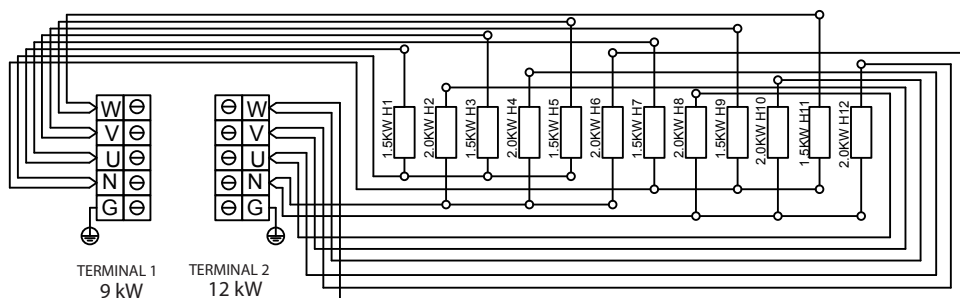 1.5KW H1
2.0KW H2
1.5KW H3
2.0KW H4
1.5KW H5
2.0KW H6
1.5KW H7
2.0KW H8
1.5KW H9
2.0KW H10
1.5KW H11
2.0KW H12
W
V
U
N
G
W
V
U
N
G
TERMINAL 1
9 kW
TERMINAL 2
12 kW